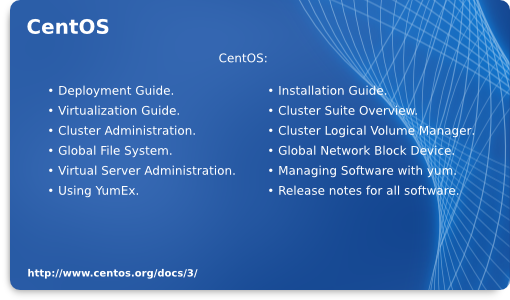 CentOS
CentOS:
• Deployment Guide.
• Virtualization Guide.
• Cluster Administration.
• Global File System.
• Virtual Server Administration.
• Using YumEx.
• Installation Guide.
• Cluster Suite Overview.
• Cluster Logical Volume Manager.
• Global Network Block Device.
• Managing Software with yum.
• Release notes for all software.
http://www.centos.org/docs/3/